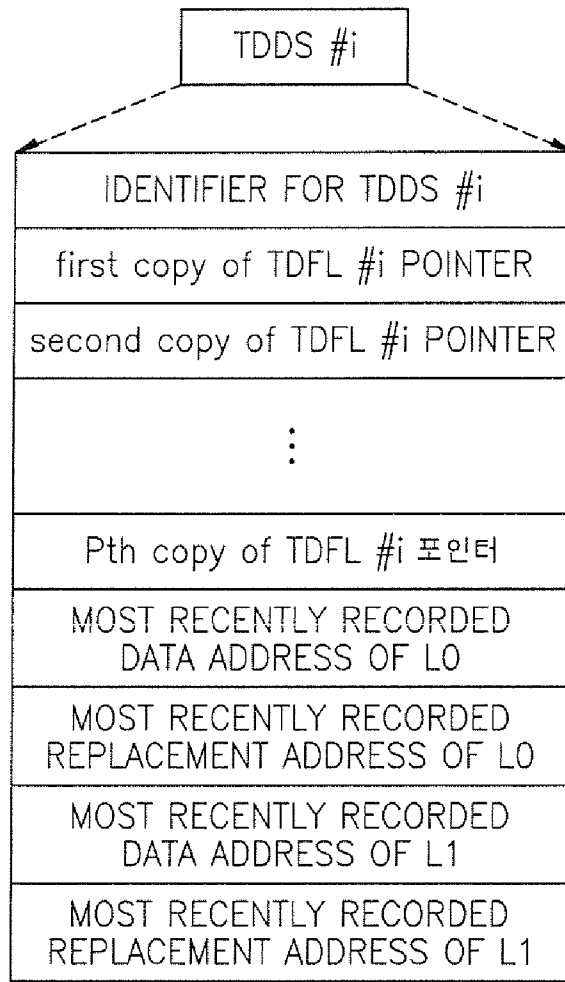 TDDS #i
IDENTIFIER FOR TDDS #i
first copy of TDFL #i POINTER
second copy of TDFL #i POINTER
⋮
Pth copy of TDFL #i 포인터
MOST RECENTLY RECORDED
DATA ADDRESS OF L0
MOST RECENTLY RECORDED
REPLACEMENT ADDRESS OF L0
MOST RECENTLY RECORDED
DATA ADDRESS OF L1
MOST RECENTLY RECORDED
REPLACEMENT ADDRESS OF L1